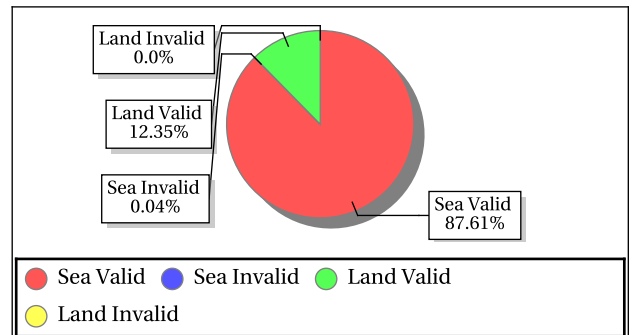 Land Invalid
0.0%
Land Valid
12.35%
Sea Invalid
0.04%
Sea Valid
87.61%
Sea Valid
Sea Invalid
Land Valid
Land Invalid